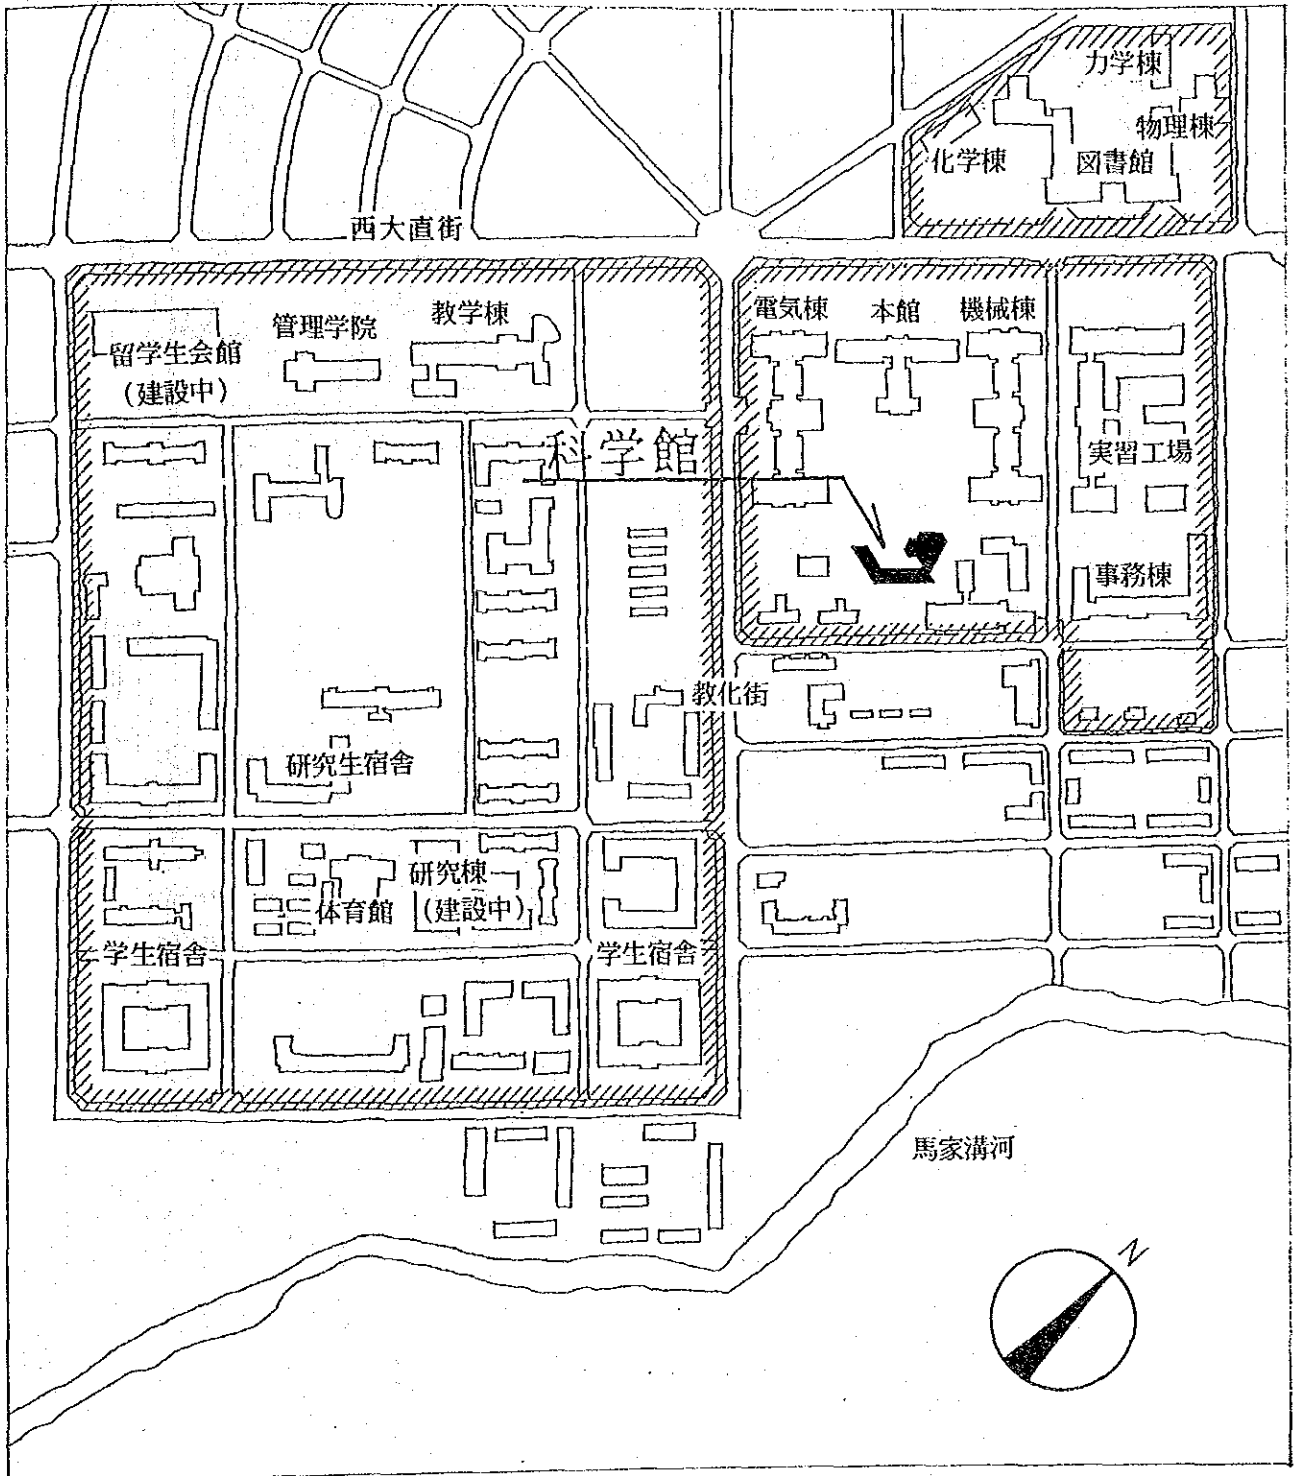 力学棟
物理棟
化学棟
図書館
西大直街
教学棟
管理学院
留学生会館
(建設中)
電気棟
本館
機械棟
科学館
実習工場
事務棟
教化街
研究生宿舎
研究棟
(建設中)
体育館
学生宿舎
学生宿舎
馬家溝河
N